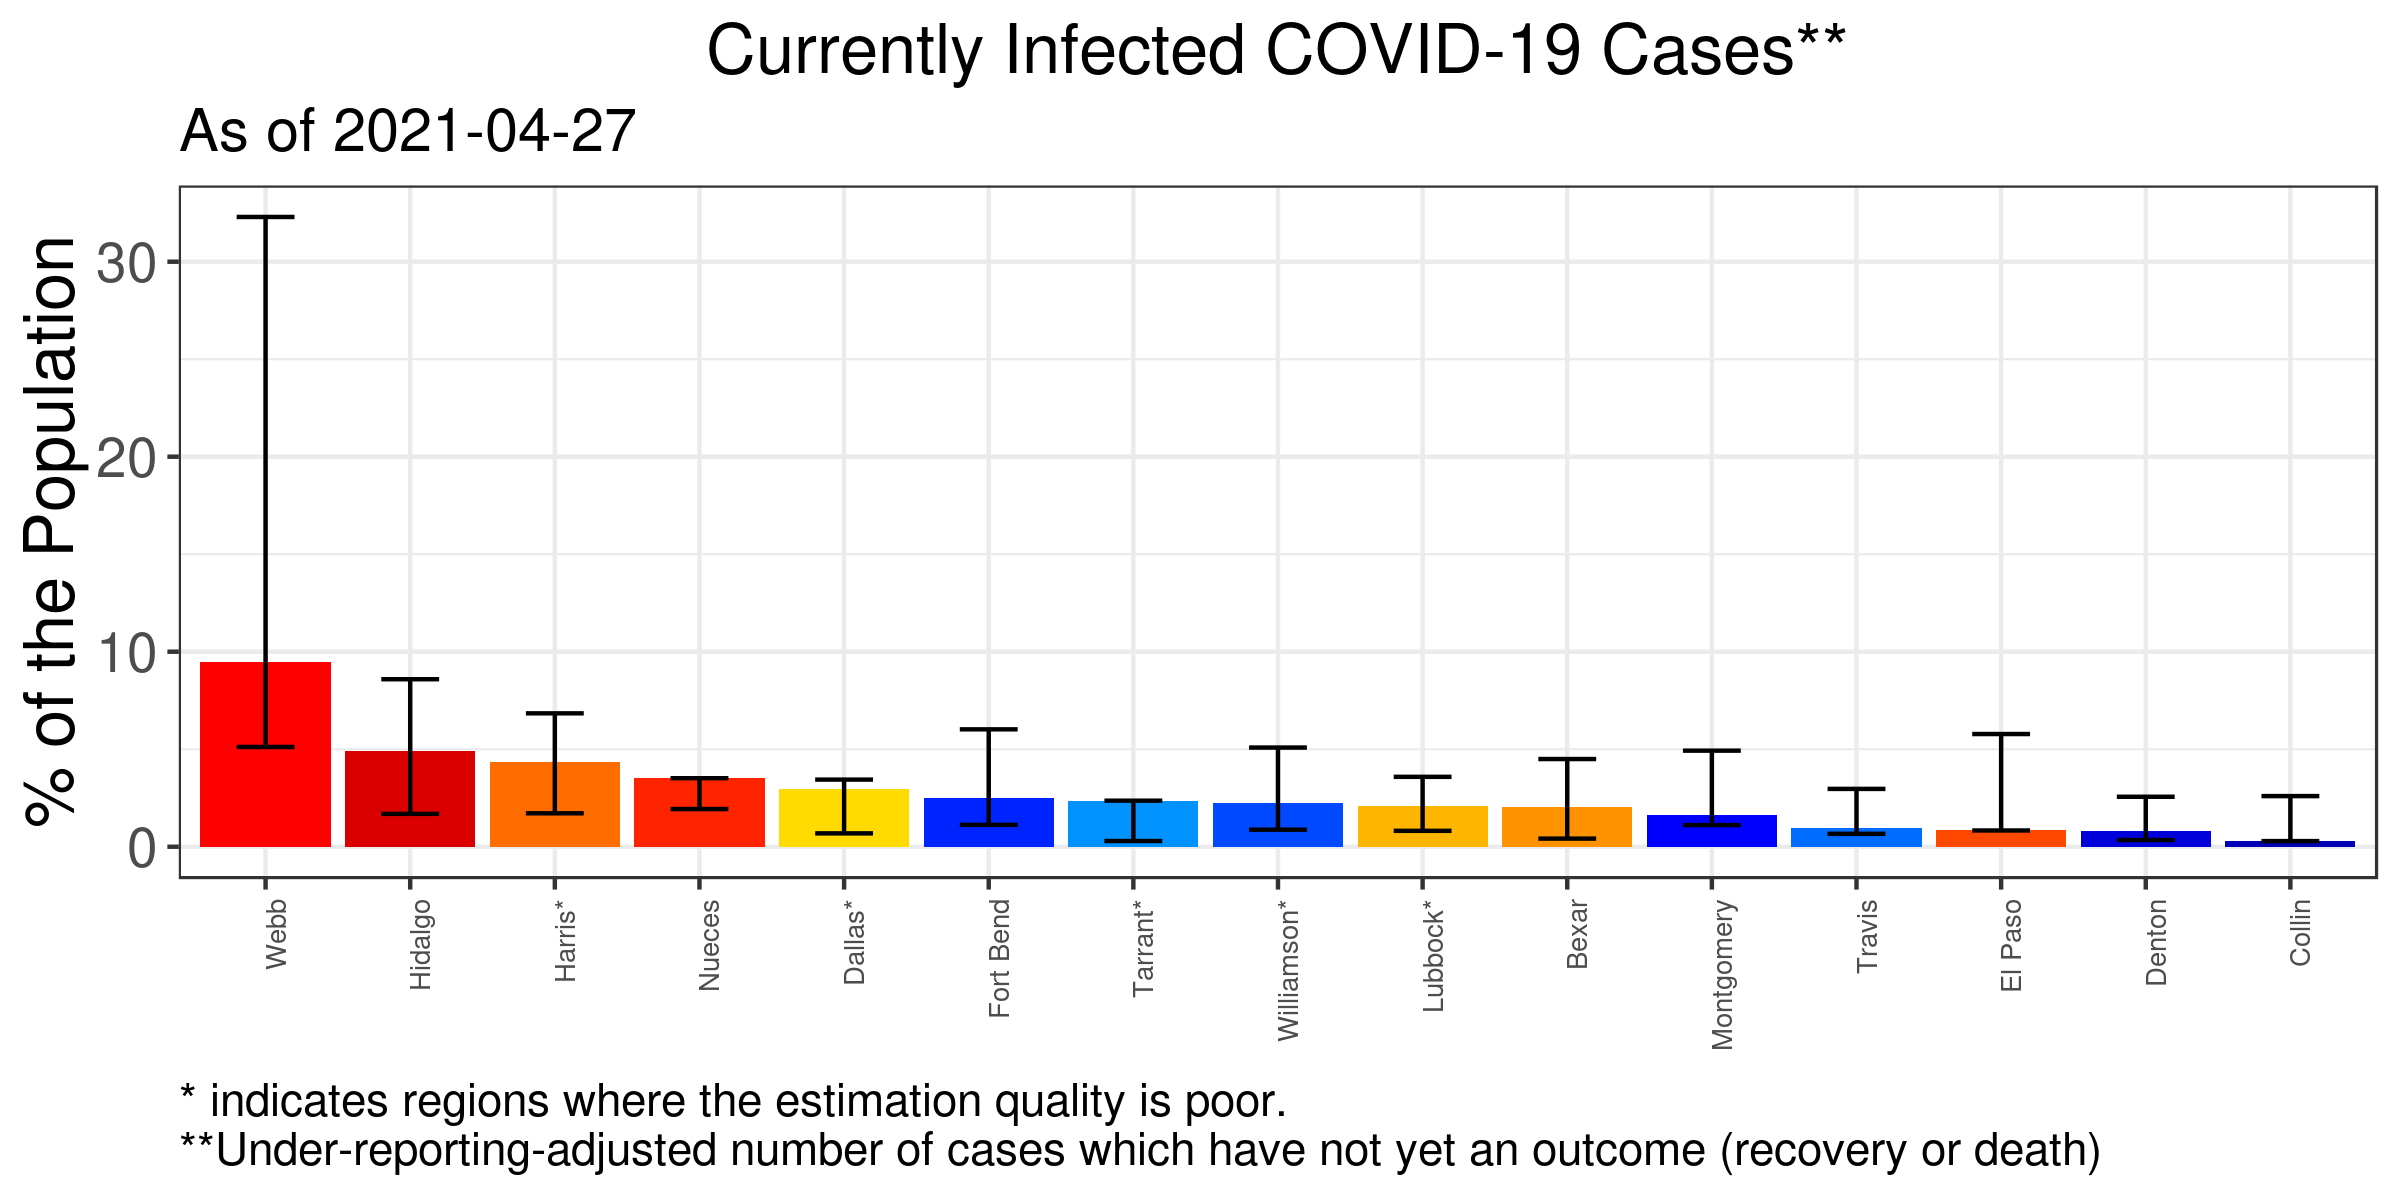 Currently Infected COVID-19 Cases**
As of 2021-04-27
% of the Population
30
20
10
0
Webb
Hidalgo
Harris*
Nueces
Dallas*
Fort Bend
Tarrant*
Williamson*
Lubbock*
Bexar
Montgomery
Travis
El Paso
Denton
Collin
* indicates regions where the estimation quality is poor.
**Under-reporting-adjusted number of cases which have not yet an outcome (recovery or death)